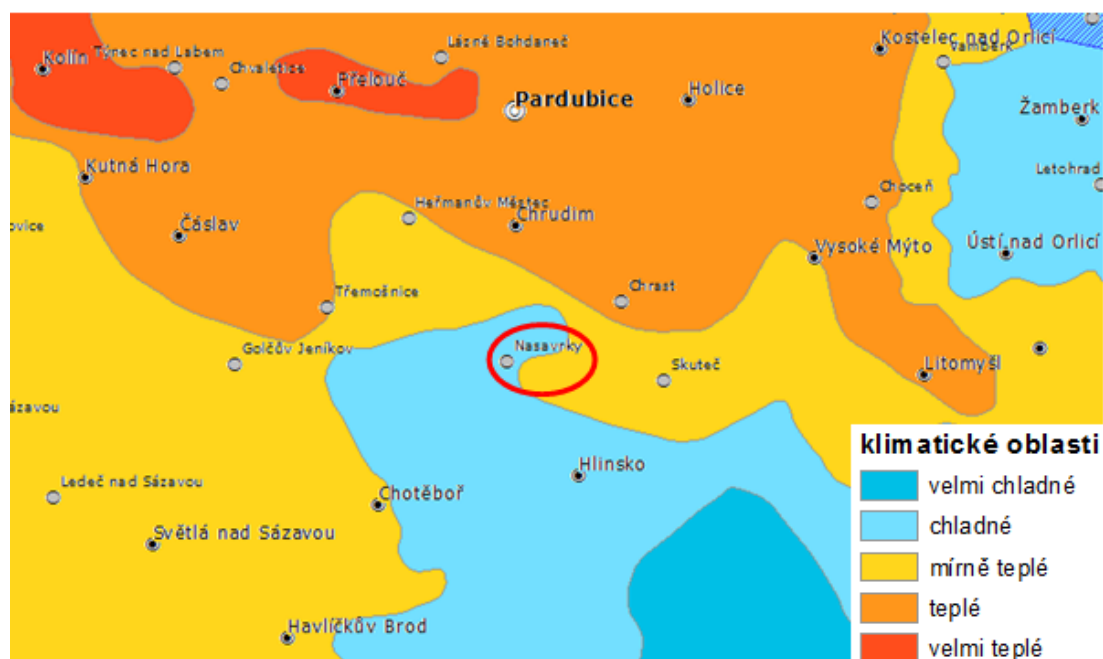 Lázně Bohdaneč
Kostelec nad Orlicí
Kolín
Týnec nad Labem
Vamberk
Chvaletice
Přelouč
Pardubice
Holice
Žamberk
Kutná Hora
Letohrad
Choceň
Heřmanův Městec
Chrudim
Čáslav
ovice
Vysoké Mýto
Ústí nad Orlicí
Třemošnice
Chrast
Golčův Jeníkov
Nasavrky
Skuteč
Litomyšl
ázavou
klimatické oblasti
velmi chladné
chladné
mírně teplé
teplé
velmi teplé
Hlinsko
Ledeč nad Sázavou
Chotěboř
Světlá nad Sázavou
Havlíčkův Brod